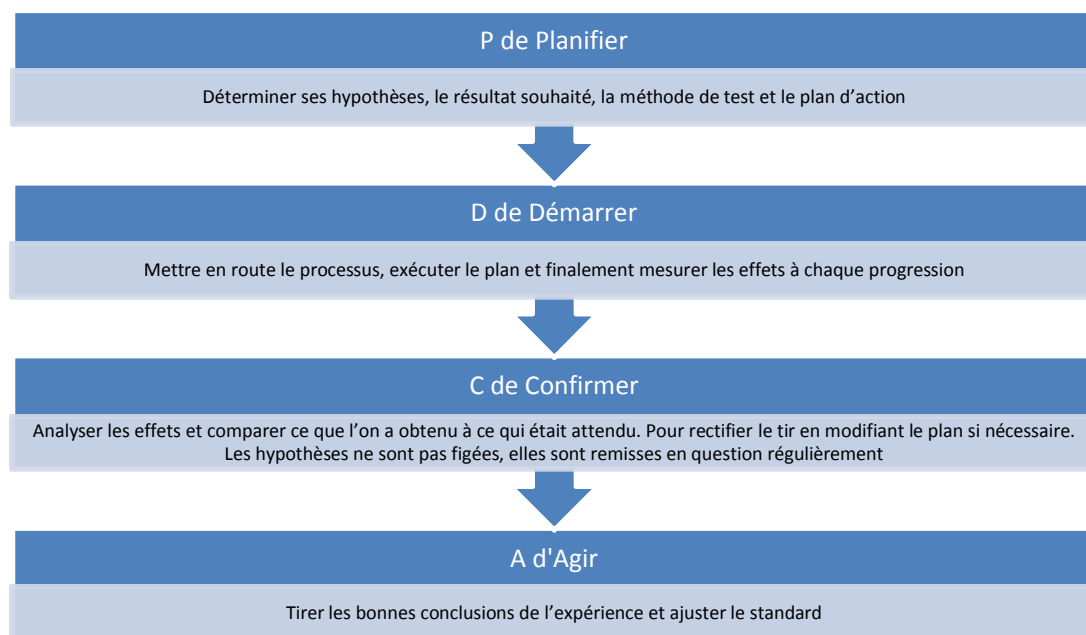 P de Planifier
Déterminer ses hypothèses, le résultat souhaité, la méthode de test et le plan d’action
D de Démarrer
Mettre en route le processus, exécuter le plan et finalement mesurer les effets à chaque progression
C de Confirmer
Analyser les effets et comparer ce que l’on a obtenu à ce qui était attendu. Pour rectifier le tir en modifiant le plan si nécessaire.
Les hypothèses ne sont pas figées, elles sont remisses en question régulièrement
A d'Agir
Tirer les bonnes conclusions de l’expérience et ajuster le standard